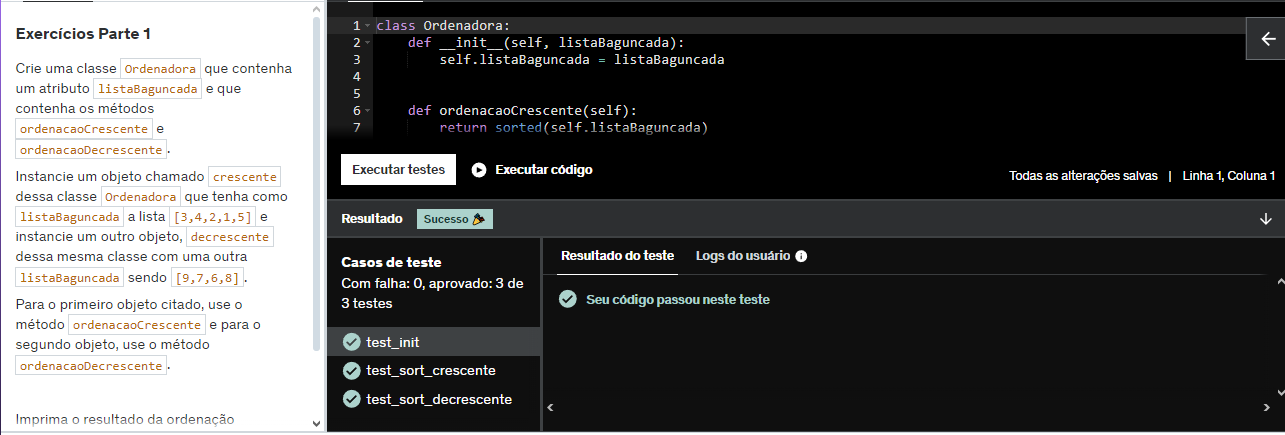 Exercícios Parte 1
Crie uma classe Ordenadora que contenha
um atributo listaBaguncada e que
contenha os métodos
ordenacaoCrescente e
ordenacaoDecrescente.
Instancie um objeto chamado crescente
dessa classe Ordenadora que tenha como
listaBaguncada a lista [3,4,2,1,5] e
instancie um outro objeto, decrescente
dessa mesma classe com uma outra
listaBaguncada sendo [9,7,6,8].
Para o primeiro objeto citado, use o
método ordenacaoCrescente e para o
segundo objeto, use o método
ordenacaoDecrescente.
Imprima o resultado da ordenação
1 class Ordenadora:
2 def __init__(self, listaBaguncada):
3 self.listaBaguncada = listaBaguncada
4
5
6 def ordenacaoCrescente(self):
7 return sorted(self.listaBaguncada)
Executar testes
Executar código
Todas as alterações salvas | Linha 1, Coluna 1
Resultado Sucesso
Casos de teste
Com falha: 0, aprovado: 3 de
3 testes
test_init
test_sort_crescente
test_sort_decrescente
Resultado do teste Logs do usuário
Seu código passou neste teste